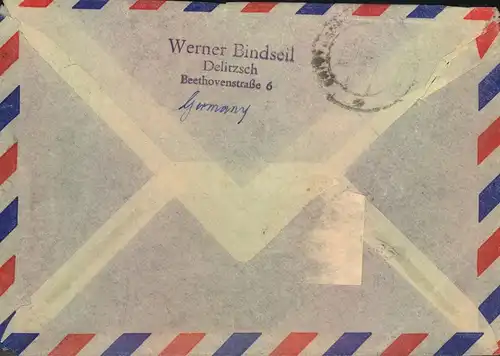 Werner Bindseil
Delitzsch
Beethovenstraße 6
Germany